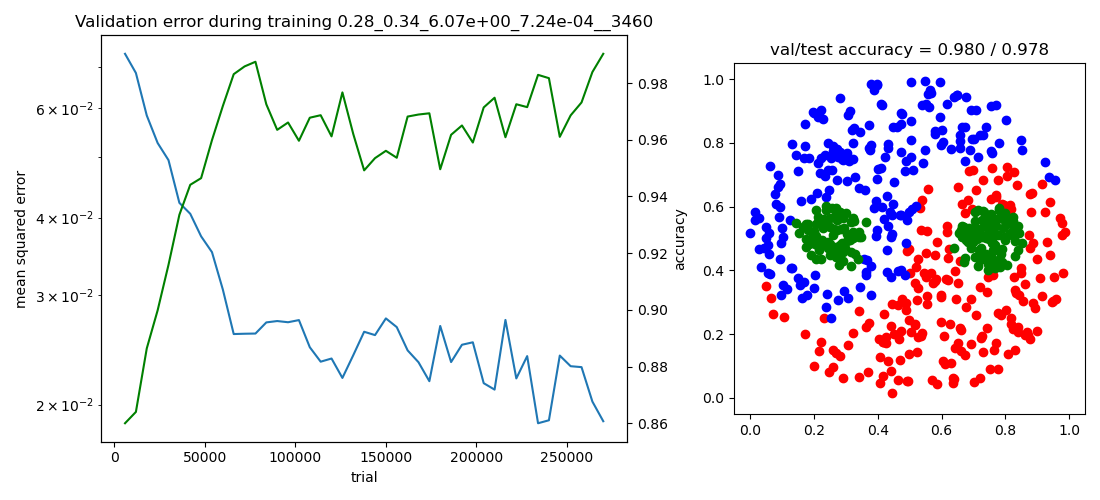 Validation error during training 0.28_0.34_6.07e+00_7.24e-04__3460
val/test accuracy = 0.980 / 0.978
6 × 10⁻²
4 × 10⁻²
3 × 10⁻²
2 × 10⁻²
mean squared error
0 50000 100000 150000 200000 250000
trial
0.98
0.96
0.94
0.92
0.90
0.88
0.86
accuracy
1.0
0.8
0.6
0.4
0.2
0.0
0.0 0.2 0.4 0.6 0.8 1.0